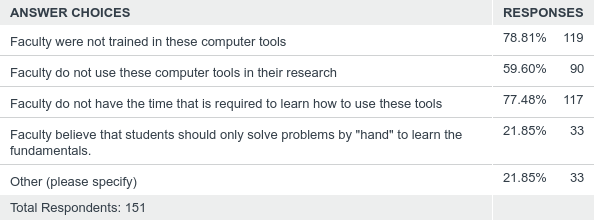 ANSWER CHOICES RESPONSES
Faculty were not trained in these computer tools 78.81% 119
Faculty do not use these computer tools in their research 59.60% 90
Faculty do not have the time that is required to learn how to use these tools 77.48% 117
Faculty believe that students should only solve problems by "hand" to learn the 21.85% 33
fundamentals.
Other (please specify) 21.85% 33
Total Respondents: 151